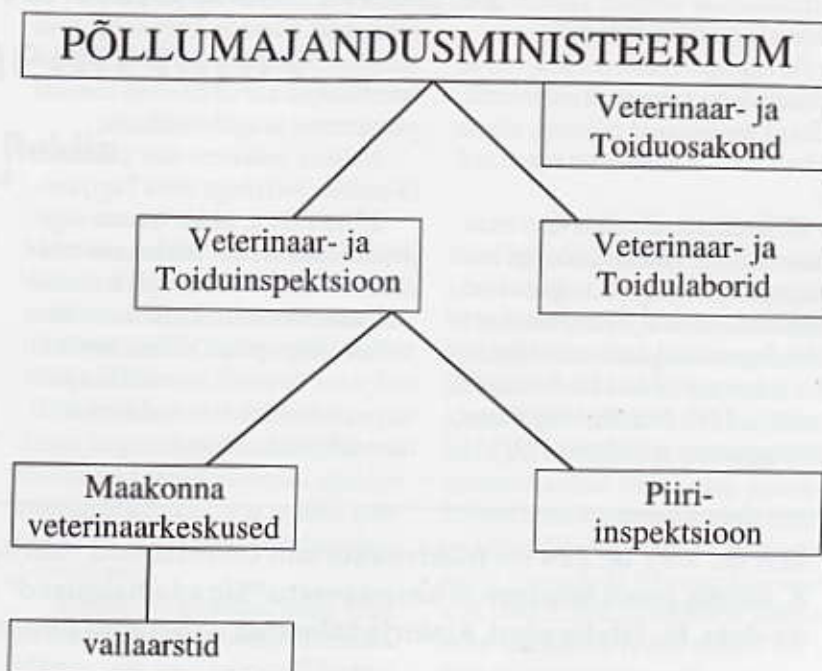 PÕLLUMAJANDUSMINISTEERIUM
Veterinaar- ja
Toiduosakond
Veterinaar- ja
Toiduinspektsioon
Veterinaar- ja
Toidulaborid
Maakonna
veterinaarkeskused
Piiri-
inspektsioon
vallaarstid